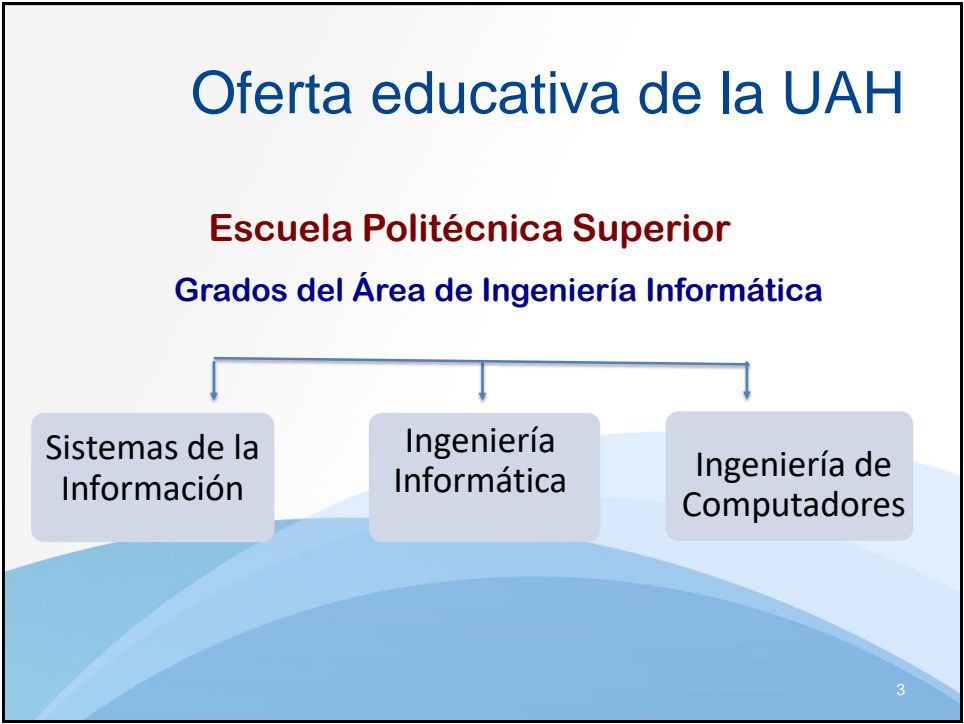 Oferta educativa de la UAH
Escuela Politécnica Superior
Grados del Área de Ingeniería Informática
Sistemas de la
Información
Ingeniería
Informática
Ingeniería de
Computadores
3